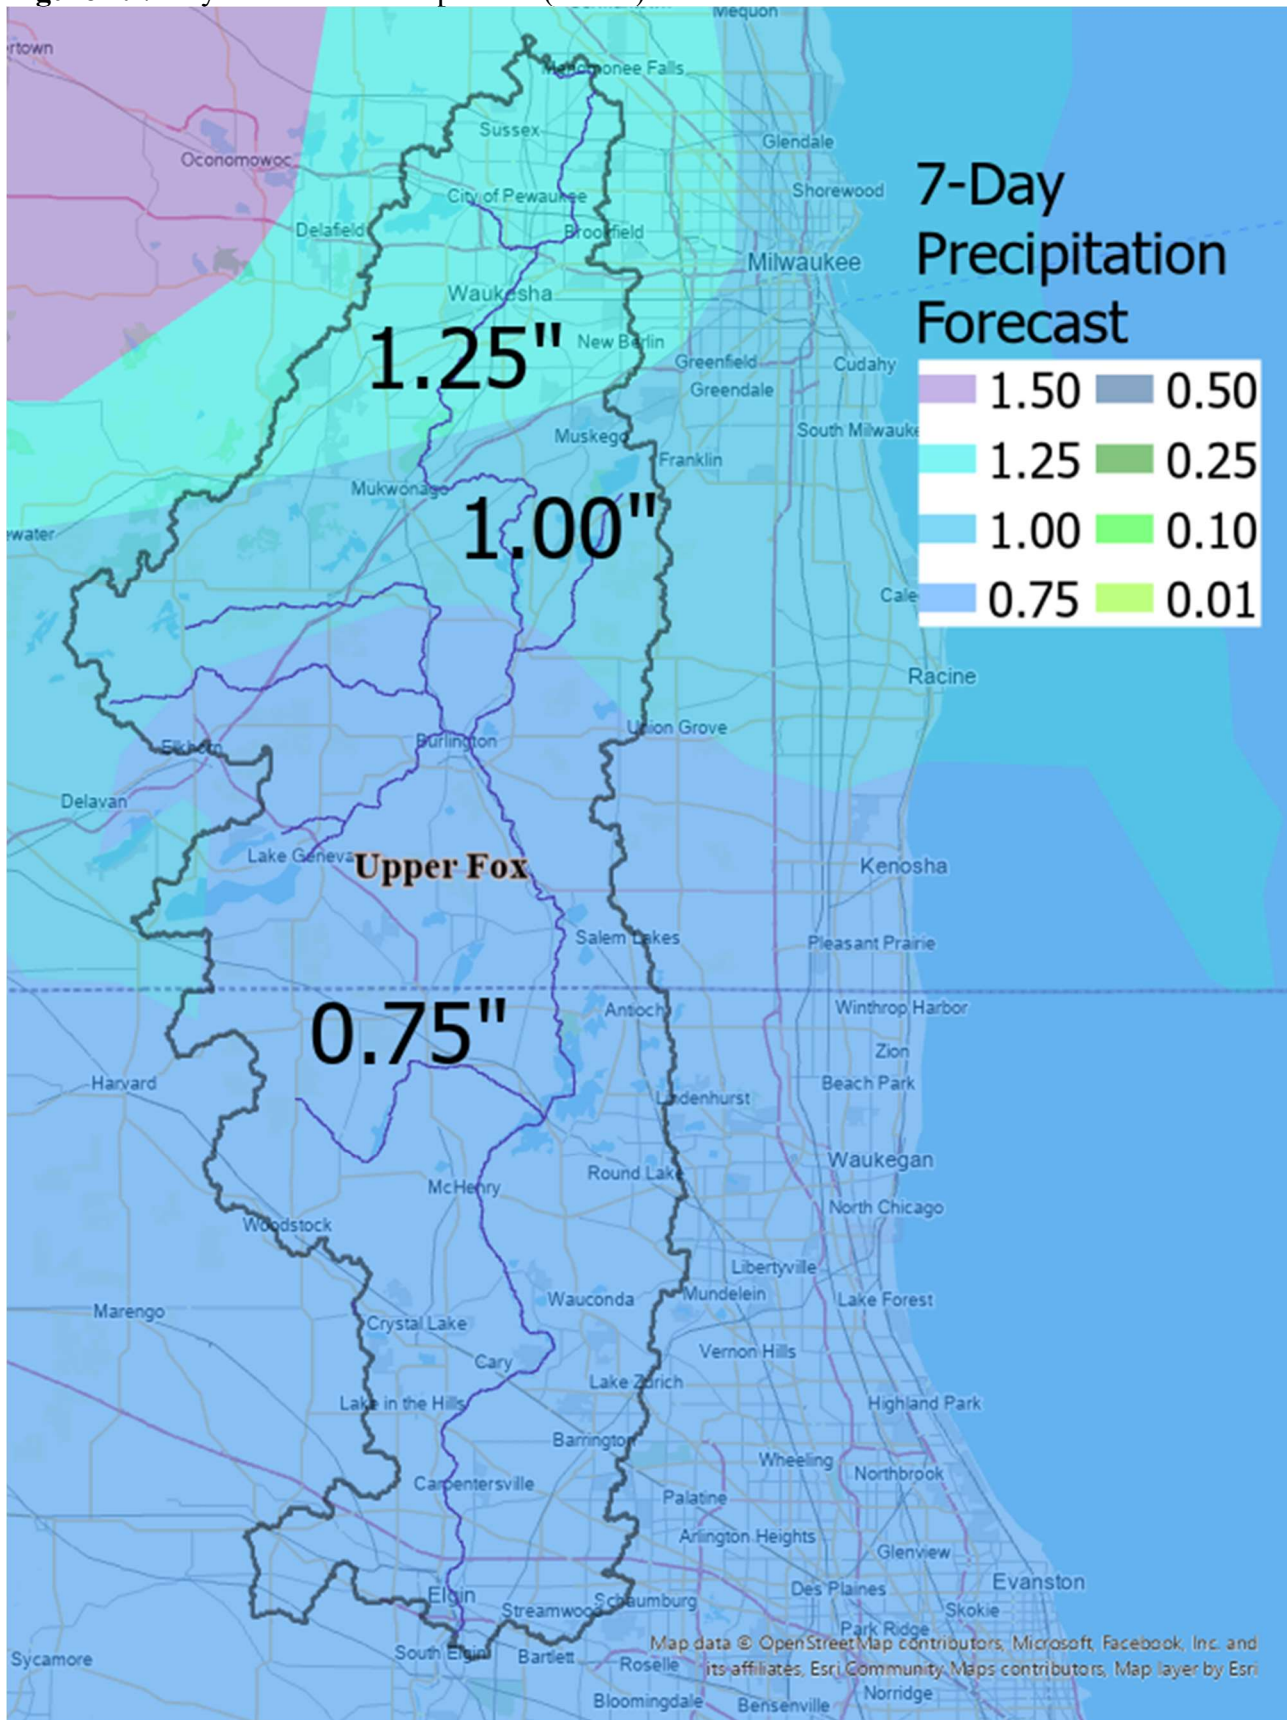 Mequon
ertown
Menomonee Falls
Sussex
Glendale
Oconomowoc
City of Pewaukee
Shorewood
Delafield
Brookfield
Milwaukee
7-Day
Precipitation
Forecast
Waukesha
1.25"
New Berlin
Greenfield
Cudahy
Greendale
1.50
0.50
1.25
0.25
1.00
0.10
0.75
0.01
Muskego
South Milwauke
Franklin
Mukwonago
1.00"
ewater
Cale
Racine
Union Grove
Elkhorn
Burlington
Delavan
Lake Geneva
Upper Fox
Kenosha
Salem Lakes
Pleasant Prairie
0.75"
Antioch
Winthrop Harbor
Zion
Harvard
Beach Park
Lindenhurst
Waukegan
Round Lake
McHenry
North Chicago
Woodstock
Libertyville
Mundelein
Lake Forest
Wauconda
Marengo
Crystal Lake
Vernon Hills
Cary
Lake Zurich
Lake in the Hills
Highland Park
Barrington
Wheeling
Northbrook
Carpentersville
Palatine
Arlington Heights
Glenview
Elgin
Des Plaines
Evanston
Streamwood
Schaumburg
Skokie
Park Ridge
Map data © OpenStreetMap contributors, Microsoft, Facebook, Inc. and
its affiliates, Esri Community Maps contributors, Map layer by Esri
South Elgin
Bartlett
Sycamore
Roselle
Norridge
Bloomingdale
Bensenville